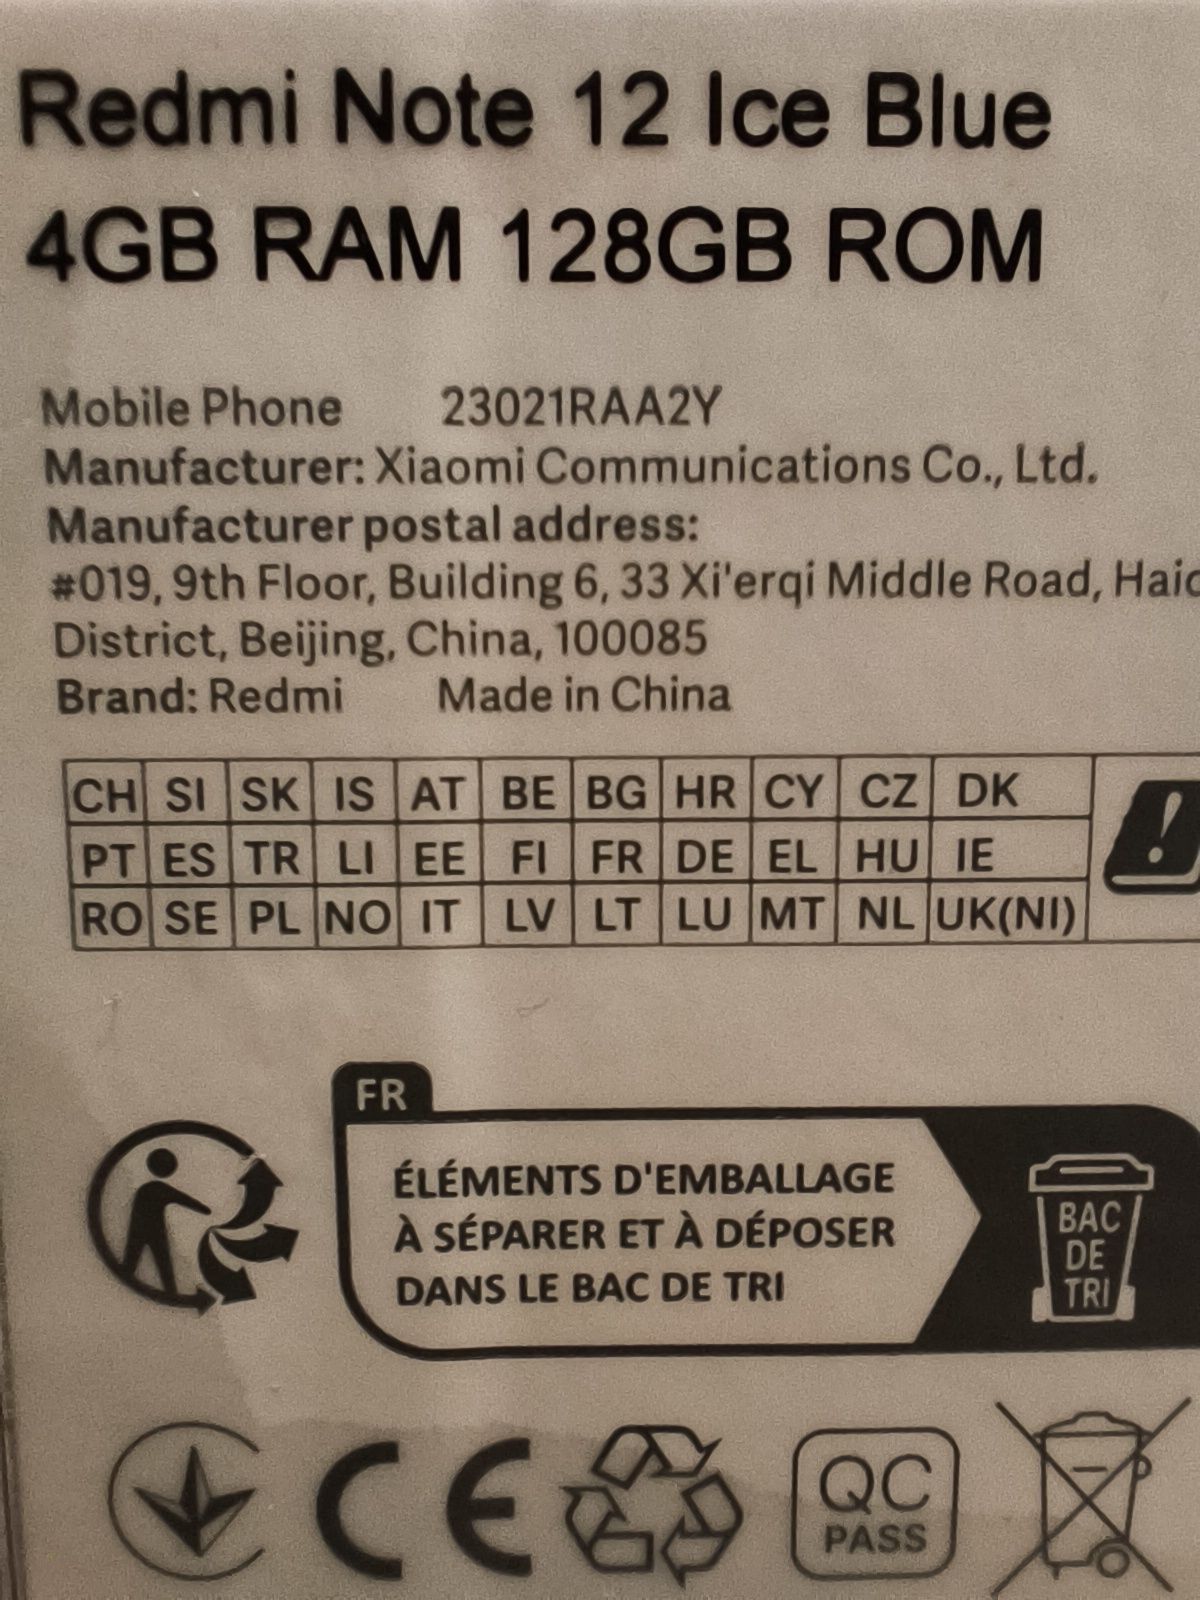 Redmi Note 12 Ice Blue
4GB RAM 128GB ROM
Mobile Phone 23021RAA2Y
Manufacturer: Xiaomi Communications Co., Ltd.
Manufacturer postal address:
#019, 9th Floor, Building 6, 33 Xi'erqi Middle Road,
District, Beijing, China, 100085
Brand: Redmi Made in China
CH SI SK IS AT BE BG HR CY CZ DK
PT ES TR LI EE FI FR DE EL HU IE
RO SE PL NO IT LV LT LU MT NL UK(NI)
FR
ÉLÉMENTS D'EMBALLAGE
À SÉPARER ET À DÉPOSER
DANS LE BAC DE TRI
BAC
DE
TRI
CE
QC
PASS